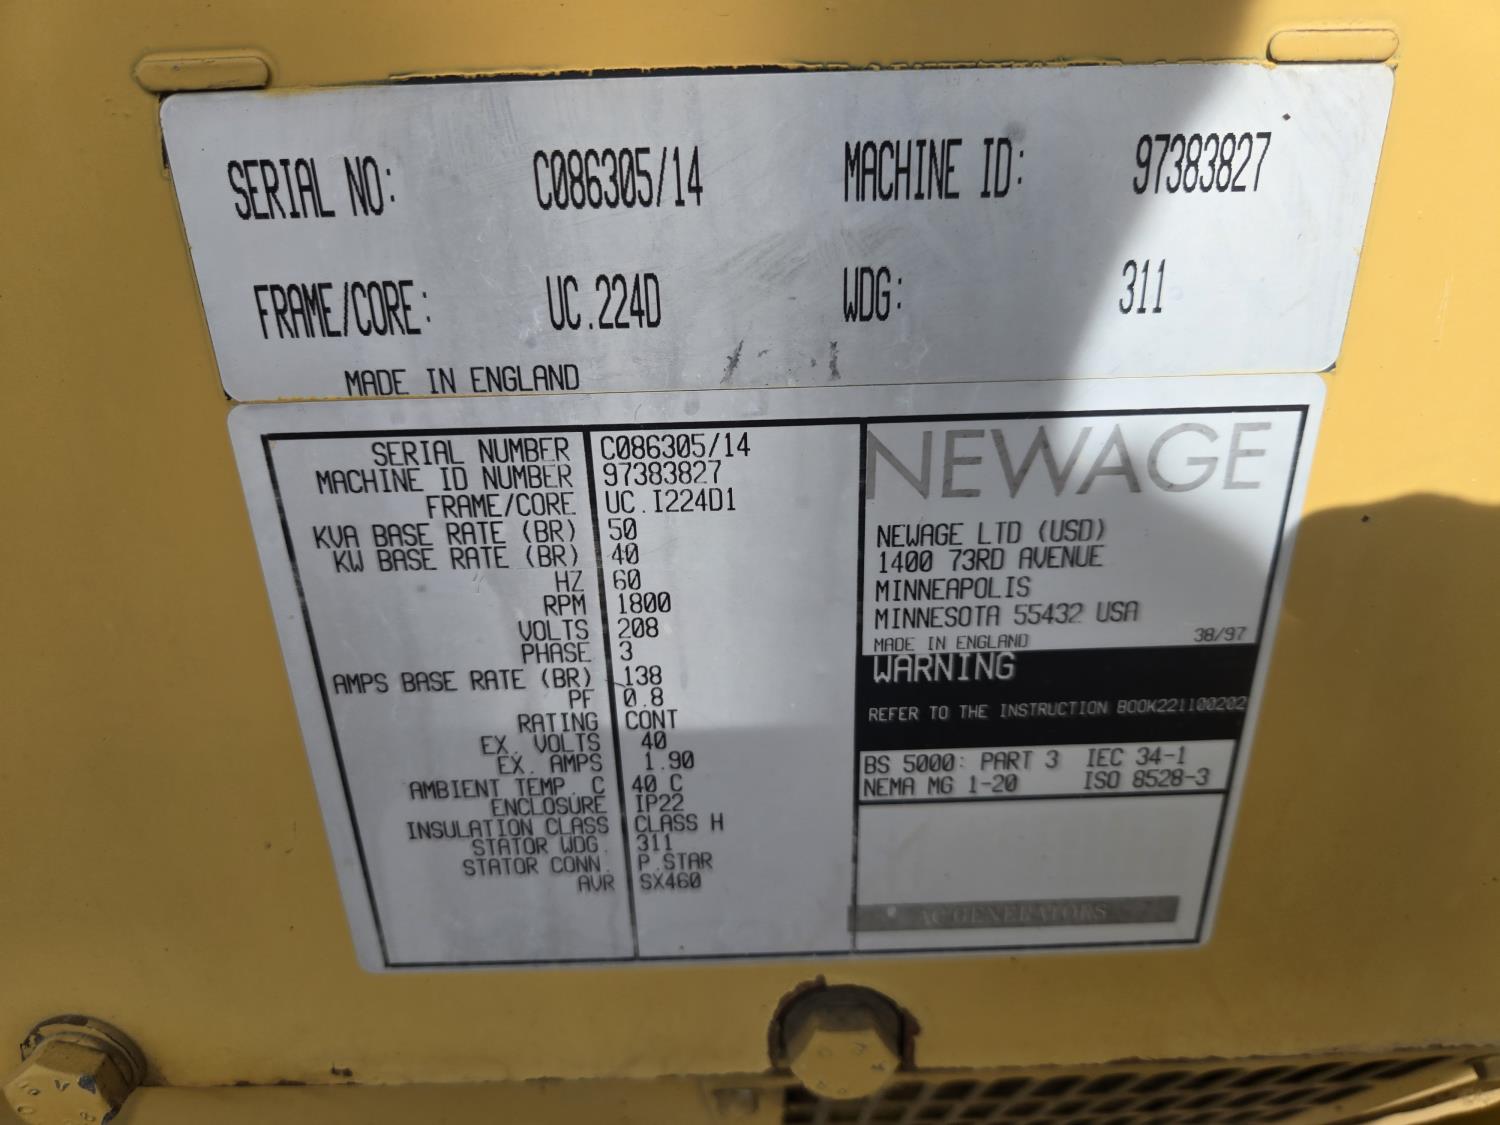 SERIAL NO: C086305/14 MACHINE ID: 97383827
FRAME/CORE: UC.224D WDG: 311
MADE IN ENGLAND
SERIAL NUMBER C086305/14
MACHINE ID NUMBER 97383827
FRAME/CORE UC.I224D1
KVA BASE RATE (BR) 50
KW BASE RATE (BR) 40
HZ 60
RPM 1800
VOLTS 208
PHASE 3
AMPS BASE RATE (BR) 138
PF 0.8
RATING CONT
EX. VOLTS 40
EX. AMPS 1.90
AMBIENT TEMP. C 40 C
ENCLOSURE IP22
INSULATION CLASS CLASS H
STATOR WDG. 311
STATOR CONN. P.STAR
AVR SX460
NEWAGE
NEWAGE LTD (USD)
1400 73RD AVENUE
MINNEAPOLIS
MINNESOTA 55432 USA
MADE IN ENGLAND 38/97
WARNING
REFER TO THE INSTRUCTION BOOK221100202
BS 5000: PART 3 IEC 34-1
NEMA MG 1-20 ISO 8528-3
AC GENERATORS